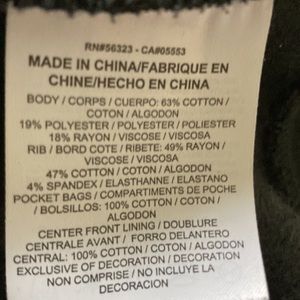 RN#56323 - CA#05553
MADE IN CHINA/FABRIQUE EN
CHINE/HECHO EN CHINA
BODY / CORPS / CUERPO: 63% COTTON /
COTON / ALGODON
19% POLYESTER / POLYESTER / POLIESTER
18% RAYON / VISCOSE / VISCOSA
RIB / BORD COTE / RIBETE: 49% RAYON /
VISCOSE / VISCOSA
47% COTTON / COTON / ALGODON
4% SPANDEX / ELASTHANNE / ELASTANO
POCKET BAGS / COMPARTIMENTS DE POCHE
/ BOLSILLOS: 100% COTTON / COTON /
ALGODON
CENTER FRONT LINING / DOUBLURE
CENTRALE AVANT / FORRO DELANTERO
CENTRAL: 100% COTTON / COTON / ALGODON
EXCLUSIVE OF DECORATION / DECORATION
NON COMPRISE / NO INCLUYE LA
DECORACION